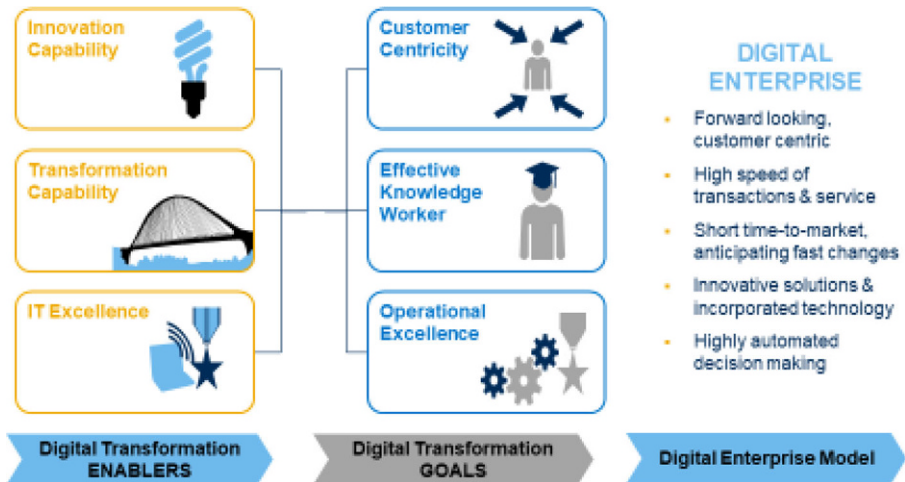 Innovation
Capability
Transformation
Capability
IT Excellence
Customer
Centricity
Effective
Knowledge
Worker
Operational
Excellence
DIGITAL
ENTERPRISE
• Forward looking,
customer centric
• High speed of
transactions & service
• Short time-to-market,
anticipating fast changes
• Innovative solutions &
incorporated technology
• Highly automated
decision making
Digital Transformation
ENABLERS
Digital Transformation
GOALS
Digital Enterprise Model